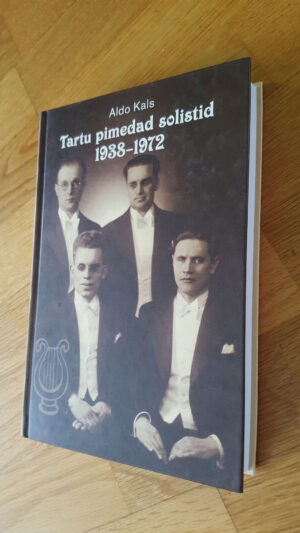 Aldo Kals
Tartu pimedad solistid
1938–1972